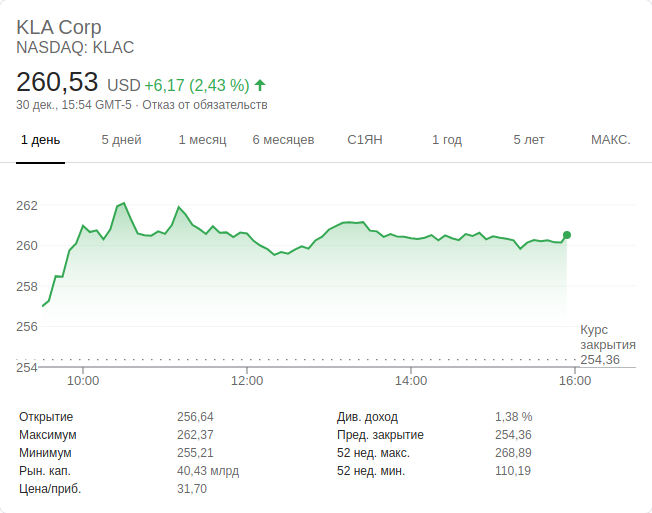 KLA Corp
NASDAQ: KLAC
260,53 USD +6,17 (2,43 %) ↑
30 дек., 15:54 GMT-5 · Отказ от обязательств
1 день 5 дней 1 месяц 6 месяцев С1ЯН 1 год 5 лет МАКС.
262
260
258
256
254
Курс
закрытия
254,36
10:00 12:00 14:00 16:00
Открытие 256,64 Див. доход 1,38 %
Максимум 262,37 Пред. закрытие 254,36
Минимум 255,21 52 нед. макс. 268,89
Рын. кап. 40,43 млрд 52 нед. мин. 110,19
Цена/приб. 31,70